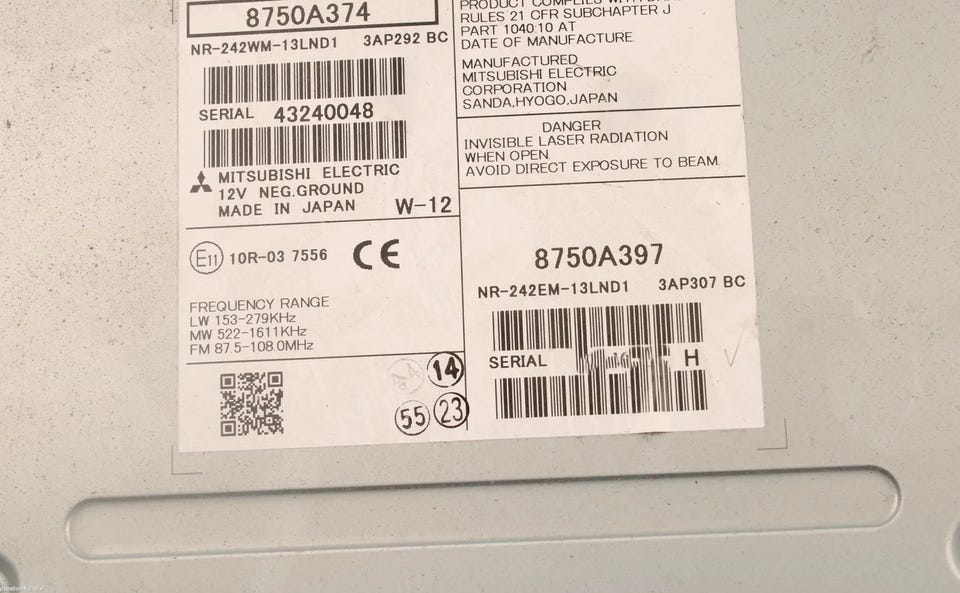 8750A374
NR-242WM-13LND1 3AP292 BC
SERIAL 43240048
MITSUBISHI ELECTRIC
12V NEG.GROUND
MADE IN JAPAN W-12
E11 10R-03 7556 CE
FREQUENCY RANGE
LW 153-279KHz
MW 522-1611KHz
FM 87.5-108.0MHz
14
55 23
PRODUCT COMPLIES WITH
RULES 21 CFR SUBCHAPTER J
PART 1040.10 AT
DATE OF MANUFACTURE.
MANUFACTURED
MITSUBISHI ELECTRIC
CORPORATION
SANDA,HYOGO,JAPAN
DANGER
INVISIBLE LASER RADIATION
WHEN OPEN.
AVOID DIRECT EXPOSURE TO BEAM.
8750A397
NR-242EM-13LND1 3AP307 BC
SERIAL H